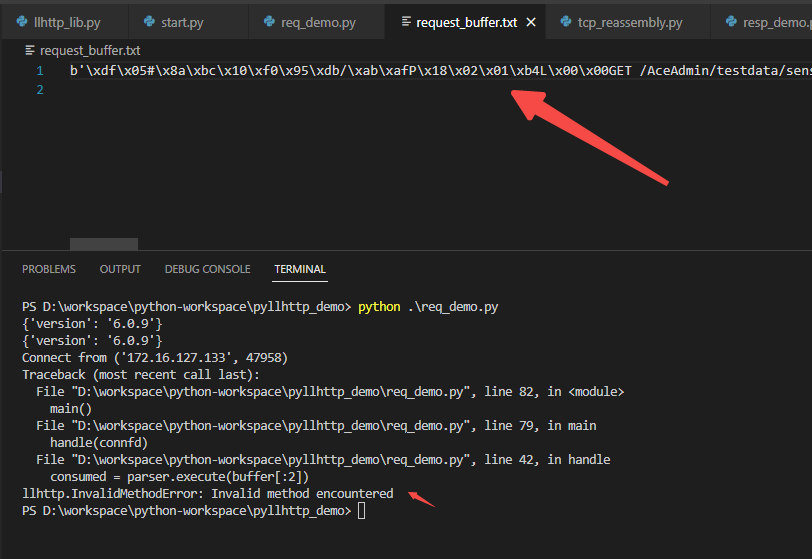 llhttp_lib.py start.py req_demo.py request_buffer.txt tcp_reassembly.py resp_demo.
request_buffer.txt
1 b'\xdf\x05#\x8a\xbc\x10\xf0\x95\xdb/\xab\xafP\x18\x02\x01\xb4L\x00\x00GET /AceAdmin/testdata/sens
2
PROBLEMS OUTPUT DEBUG CONSOLE TERMINAL
PS D:\workspace\python-workspace\pyllhttp_demo> python .\req_demo.py
{'version': '6.0.9'}
{'version': '6.0.9'}
Connect from ('172.16.127.133', 47958)
Traceback (most recent call last):
  File "D:\workspace\python-workspace\pyllhttp_demo\req_demo.py", line 82, in <module>
    main()
  File "D:\workspace\python-workspace\pyllhttp_demo\req_demo.py", line 79, in main
    handle(connfd)
  File "D:\workspace\python-workspace\pyllhttp_demo\req_demo.py", line 42, in handle
    consumed = parser.execute(buffer[:2])
llhttp.InvalidMethodError: Invalid method encountered
PS D:\workspace\python-workspace\pyllhttp_demo>